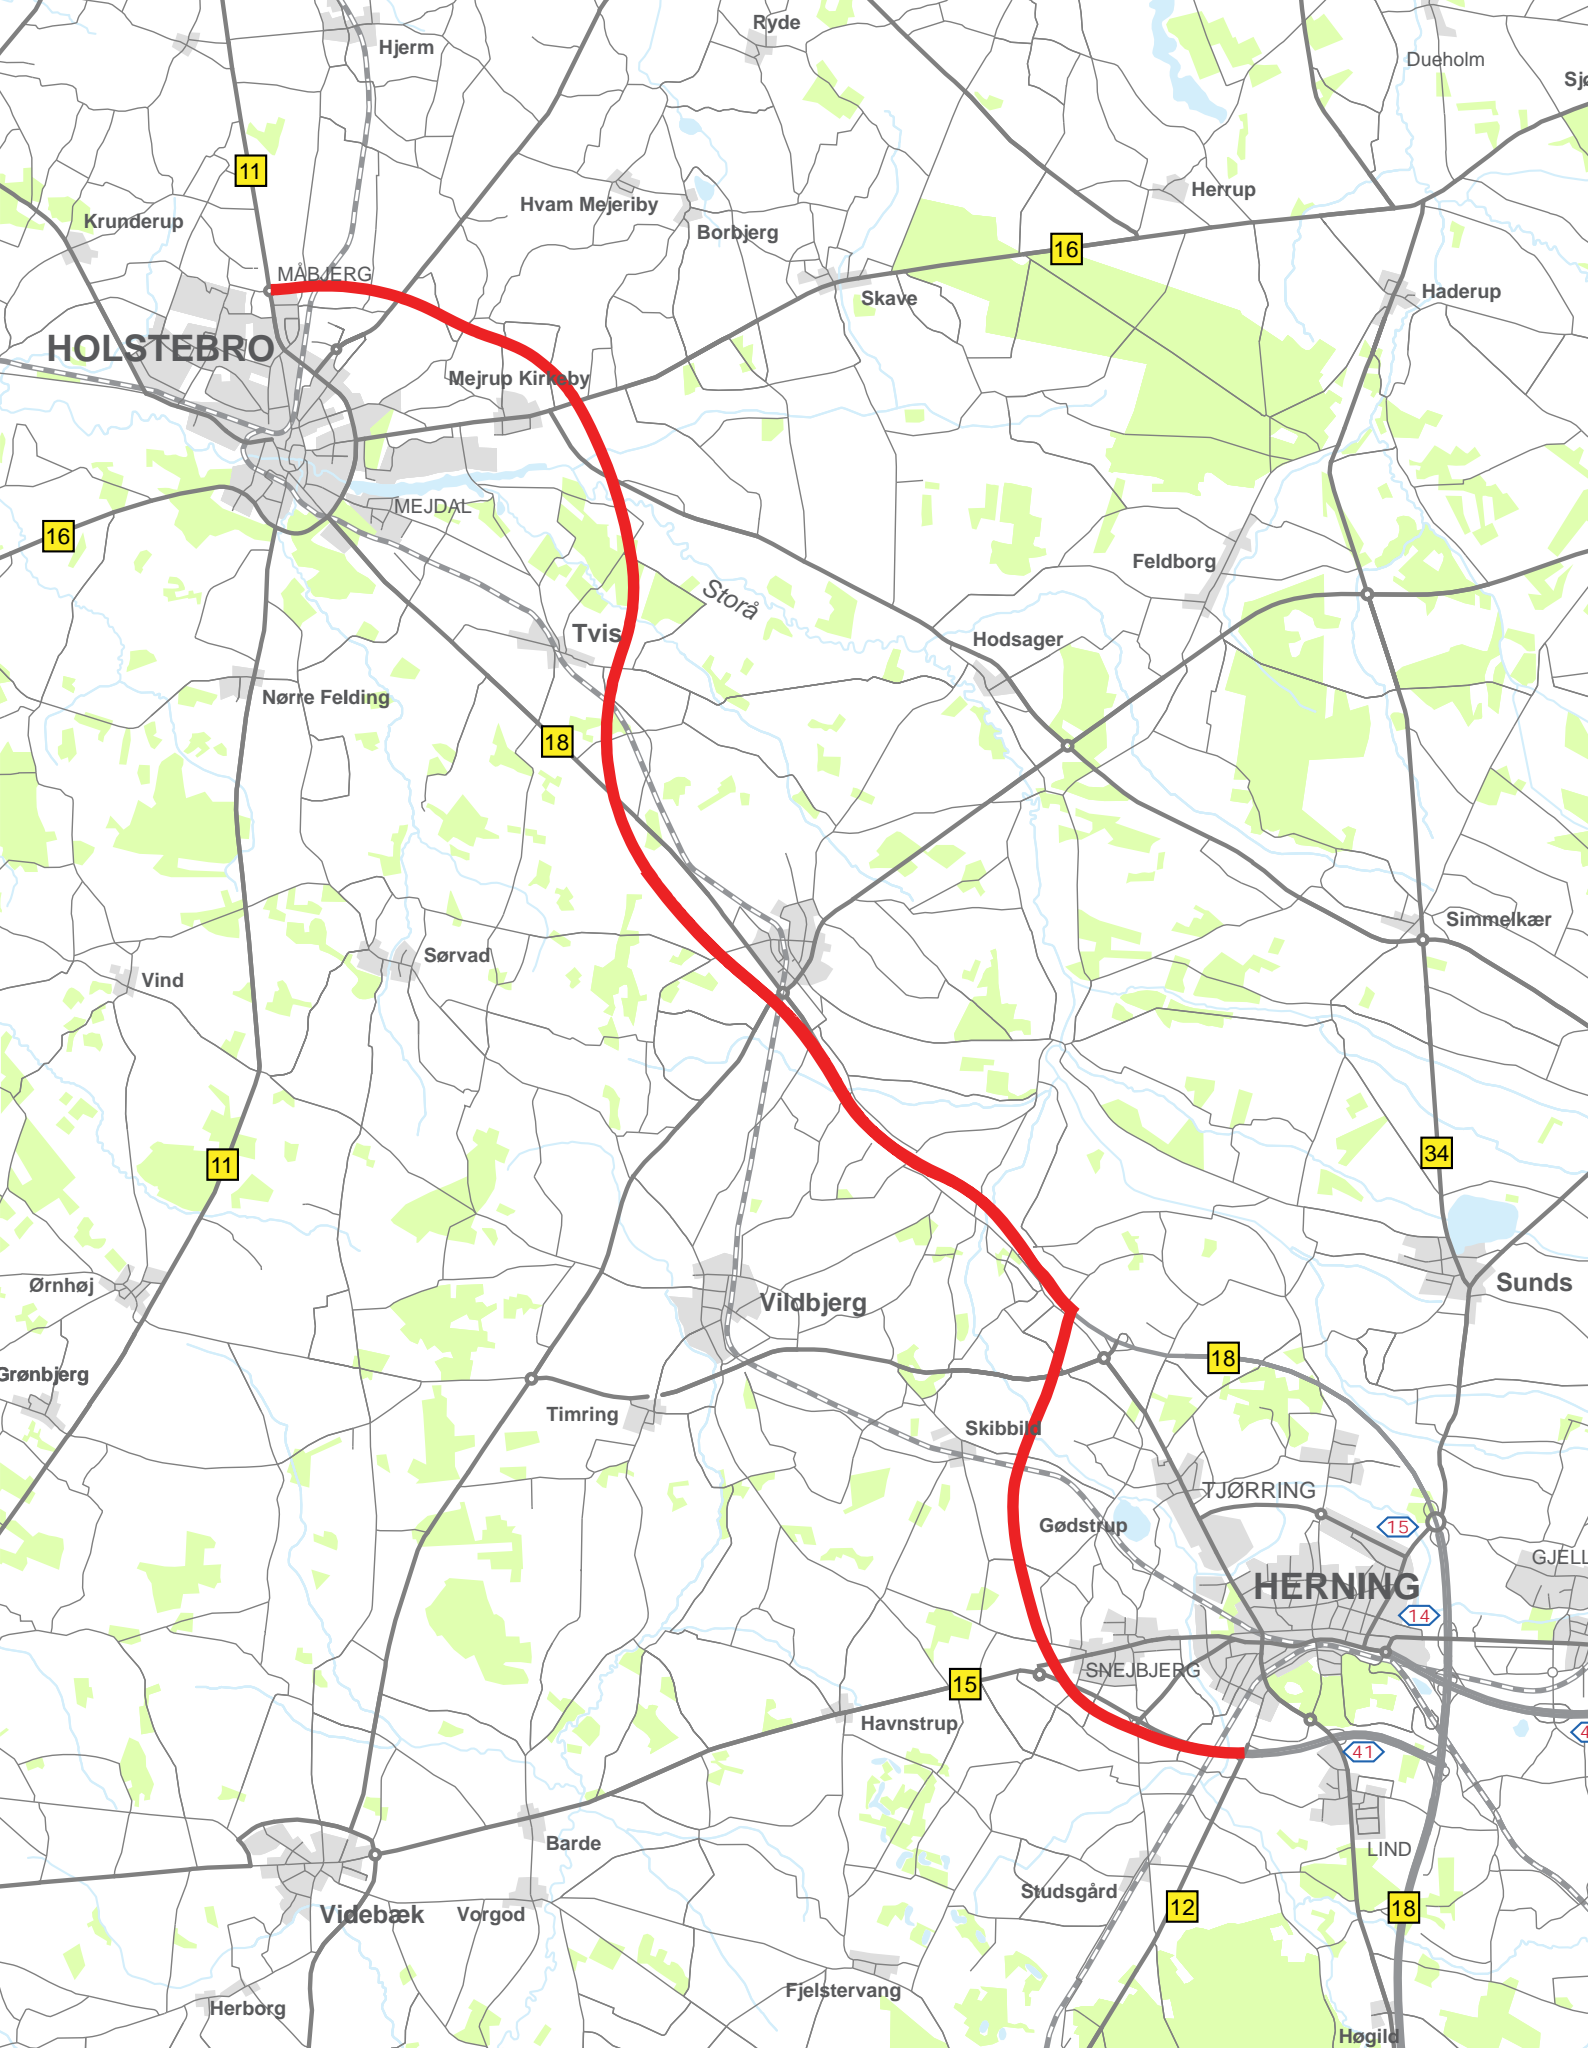 Ryde
Hjerm
Dueholm
Sjø
11
Herrup
Hvam Mejeriby
Krunderup
Borbjerg
16
MÅBJERG
Haderup
Skave
HOLSTEBRO
Mejrup Kirkeby
MEJDAL
16
Feldborg
Storå
Tvis
Hodsager
Nørre Felding
18
Simmelkær
Sørvad
Vind
34
11
Sunds
Ørnhøj
Vildbjerg
18
Grønbjerg
Timring
Skibbild
TJØRRING
15
Gødstrup
GJELL
HERNING
14
SNEJBJERG
15
Havnstrup
4
41
Barde
LIND
Studsgård
12
18
Videbæk
Vorgod
Fjelstervang
Herborg
Høgild